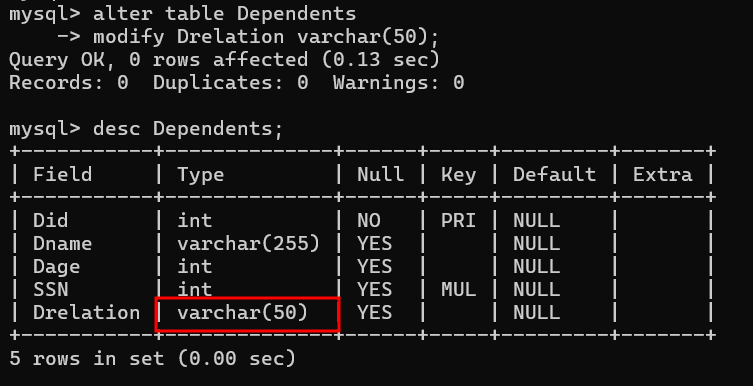 mysql> alter table Dependents
    -> modify Drelation varchar(50);
Query OK, 0 rows affected (0.13 sec)
Records: 0  Duplicates: 0  Warnings: 0
mysql> desc Dependents;
+-----------+--------------+------+-----+---------+-------+
| Field     | Type         | Null | Key | Default | Extra |
+-----------+--------------+------+-----+---------+-------+
| Did       | int          | NO   | PRI | NULL    |       |
| Dname     | varchar(255) | YES  |     | NULL    |       |
| Dage      | int          | YES  |     | NULL    |       |
| SSN       | int          | YES  | MUL | NULL    |       |
| Drelation | varchar(50)  | YES  |     | NULL    |       |
+-----------+--------------+------+-----+---------+-------+
5 rows in set (0.00 sec)